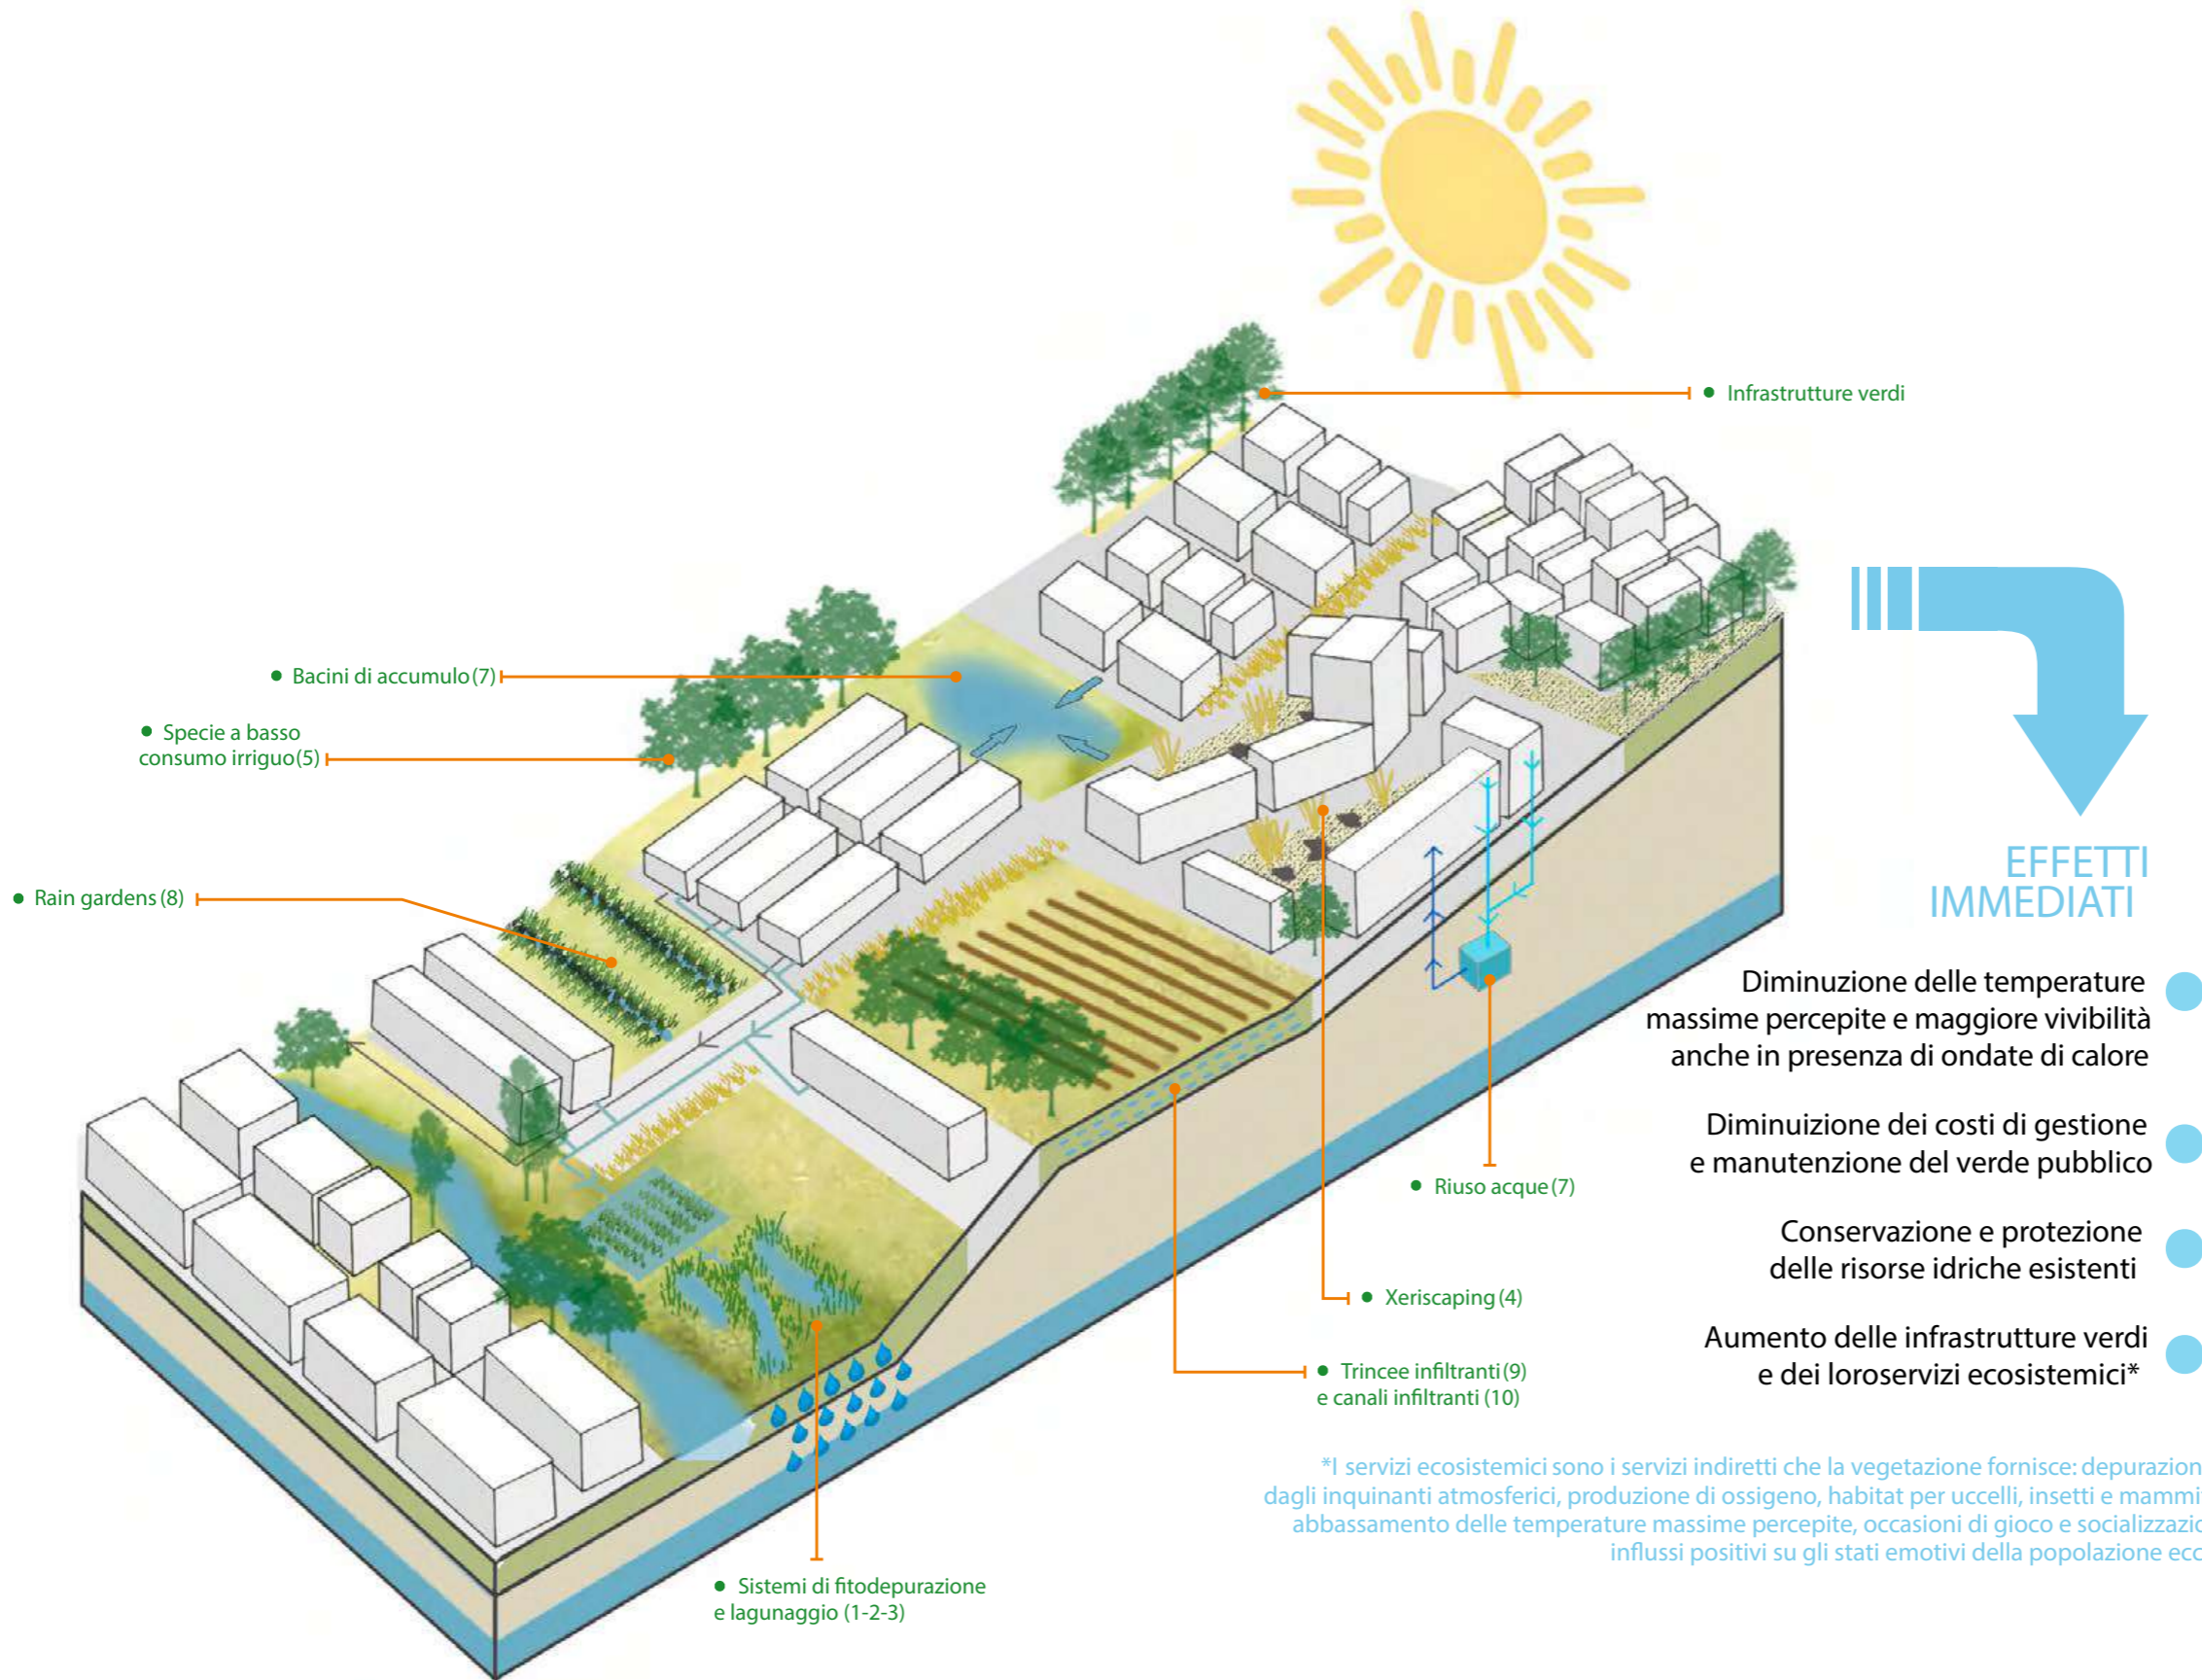 ● Infrastrutture verdi
● Bacini di accumulo (7)
● Specie a basso
consumo irriguo (5)
● Rain gardens (8)
EFFETTI
IMMEDIATI
Diminuzione delle temperature
massime percepite e maggiore vivibilità
anche in presenza di ondate di calore
Diminuizione dei costi di gestione
e manutenzione del verde pubblico
Conservazione e protezione
delle risorse idriche esistenti
Aumento delle infrastrutture verdi
e dei loroservizi ecosistemici*
● Riuso acque (7)
● Xeriscaping (4)
● Trincee infiltranti (9)
e canali infiltranti (10)
● Sistemi di fitodepurazione
e lagunaggio (1-2-3)
*I servizi ecosistemici sono i servizi indiretti che la vegetazione fornisce: depurazion
dagli inquinanti atmosferici, produzione di ossigeno, habitat per uccelli, insetti e
abbassamento delle temperature massime percepite, occasioni di gioco e
influssi positivi su gli stati emotivi della popolazione ecc